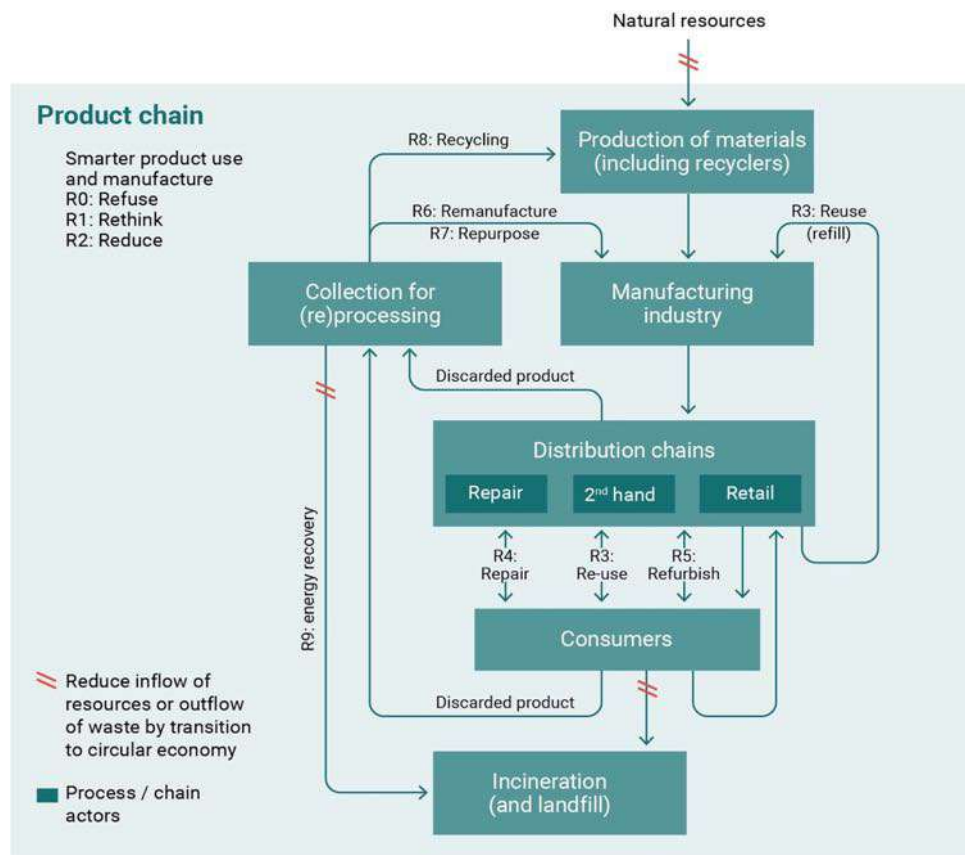 Natural resources
Product chain
Smarter product use
and manufacture
R0: Refuse
R1: Rethink
R2: Reduce
R8: Recycling
Production of materials
(including recyclers)
R6: Remanufacture
R7: Repurpose
R3: Reuse
(refill)
Collection for
(re)processing
Manufacturing
industry
Discarded product
Distribution chains
Repair
2nd hand
Retail
R4:
Repair
R3:
Re-use
R5:
Refurbish
R9: energy recovery
Consumers
Discarded product
Reduce inflow of
resources or outflow
of waste by transition
to circular economy
Incineration
(and landfill)
Process / chain
actors